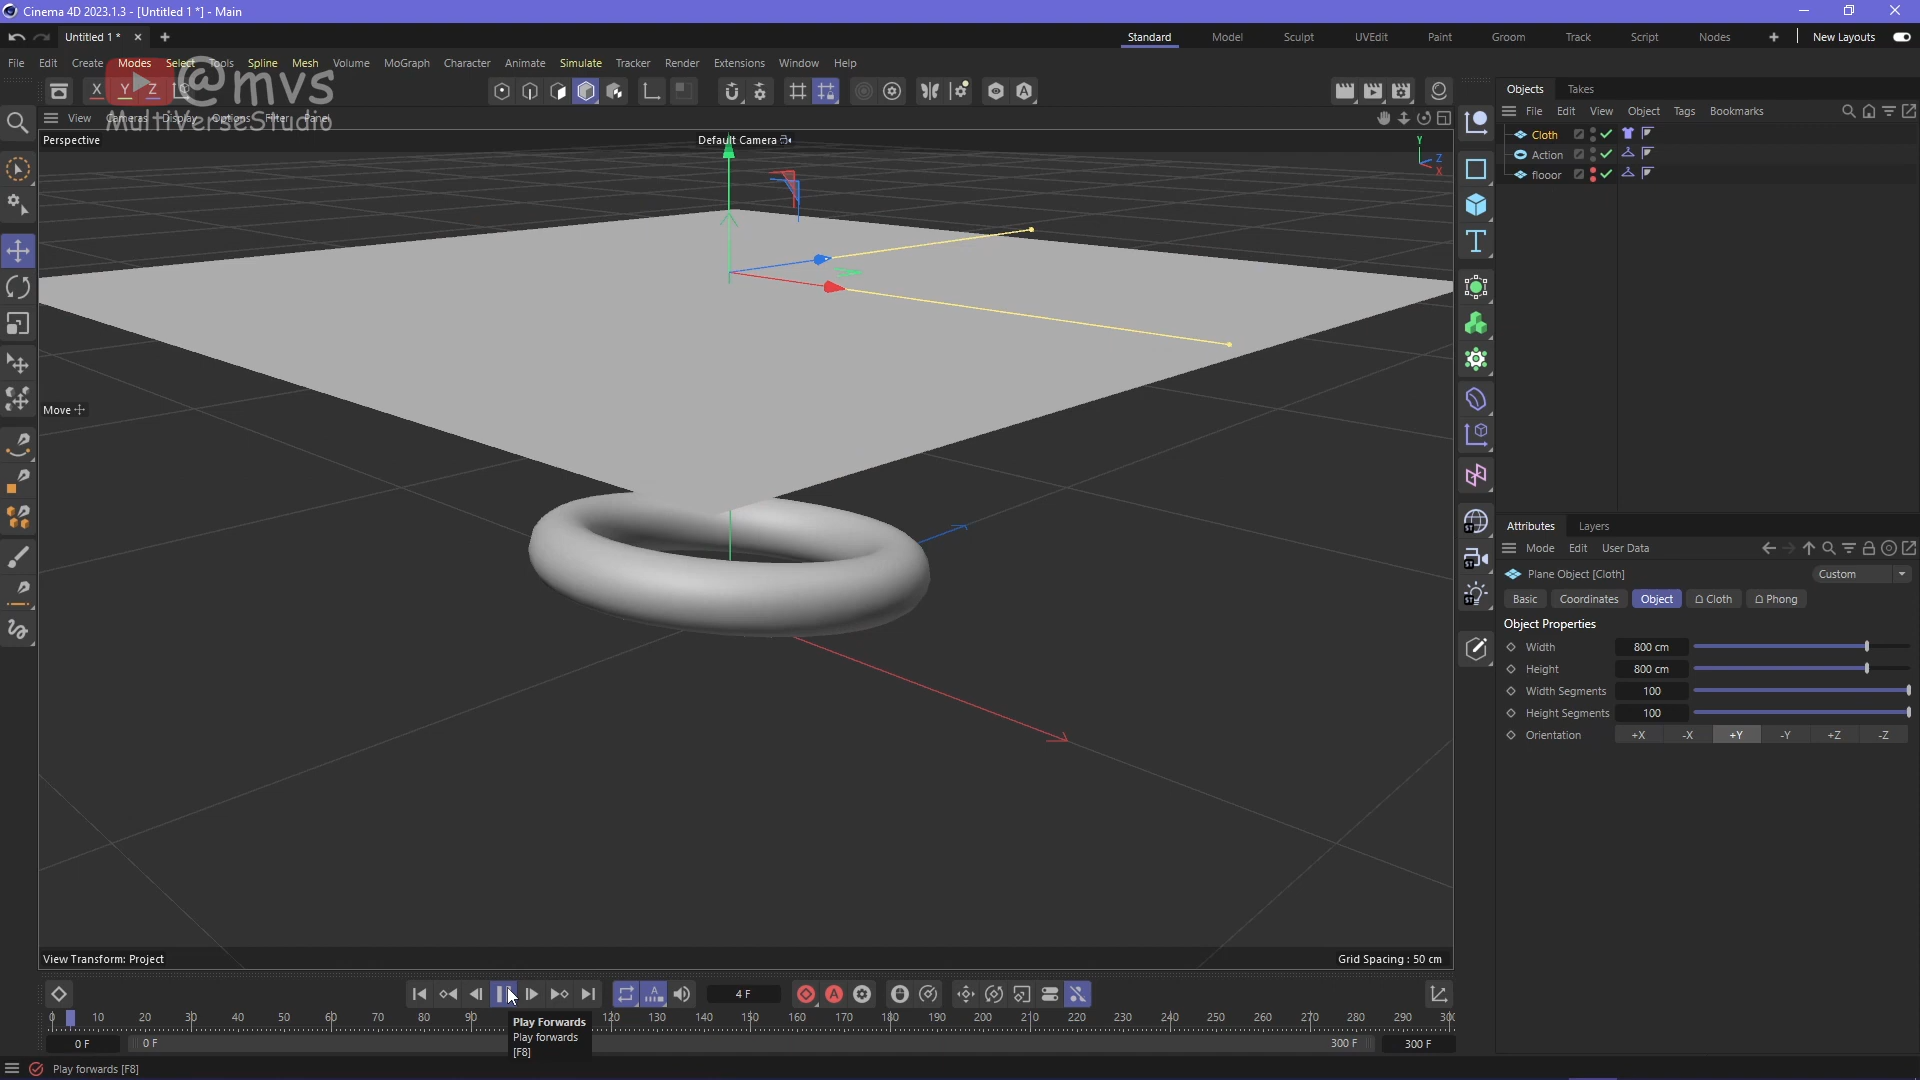 Cinema 4D 2023.1.3 - [Untitled 1 *] - Main
Untitled 1 *
Standard Model Sculpt UVEdit Paint Groom Track Script Nodes New Layouts
File Edit Create Modes Select Tools Spline Mesh Volume MoGraph Character Animate Simulate Tracker Render Extensions Window Help
@mvs
MultiVerseStudio
X Y Z
View Cameras Display Options Filter Panel
Perspective
Default Camera
Y
Z
X
Move
View Transform: Project
Grid Spacing : 50 cm
Objects Takes
File Edit View Object Tags Bookmarks
Cloth
Action
flooor
Attributes Layers
Mode Edit User Data
Plane Object [Cloth]
Custom
Basic Coordinates Object Cloth Phong
Object Properties
Width 800 cm
Height 800 cm
Width Segments 100
Height Segments 100
Orientation +X -X +Y -Y +Z -Z
4 F
0 10 20 30 40 50 60 70 80 90 120 130 140 150 160 170 180 190 200 210 220 230 240 250 260 270 280 290 30
Play Forwards
Play forwards
[F8]
0 F 0 F 300 F 300 F
Play forwards [F8]